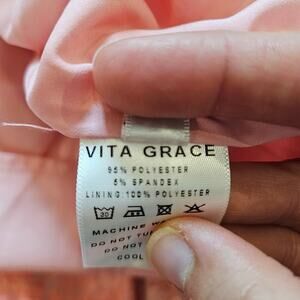 VITA GRACE
95% POLYESTER
5% SPANDEX
LINING:100% POLYESTER
30
MACHINE
DO NOT
DO NOT
COOL